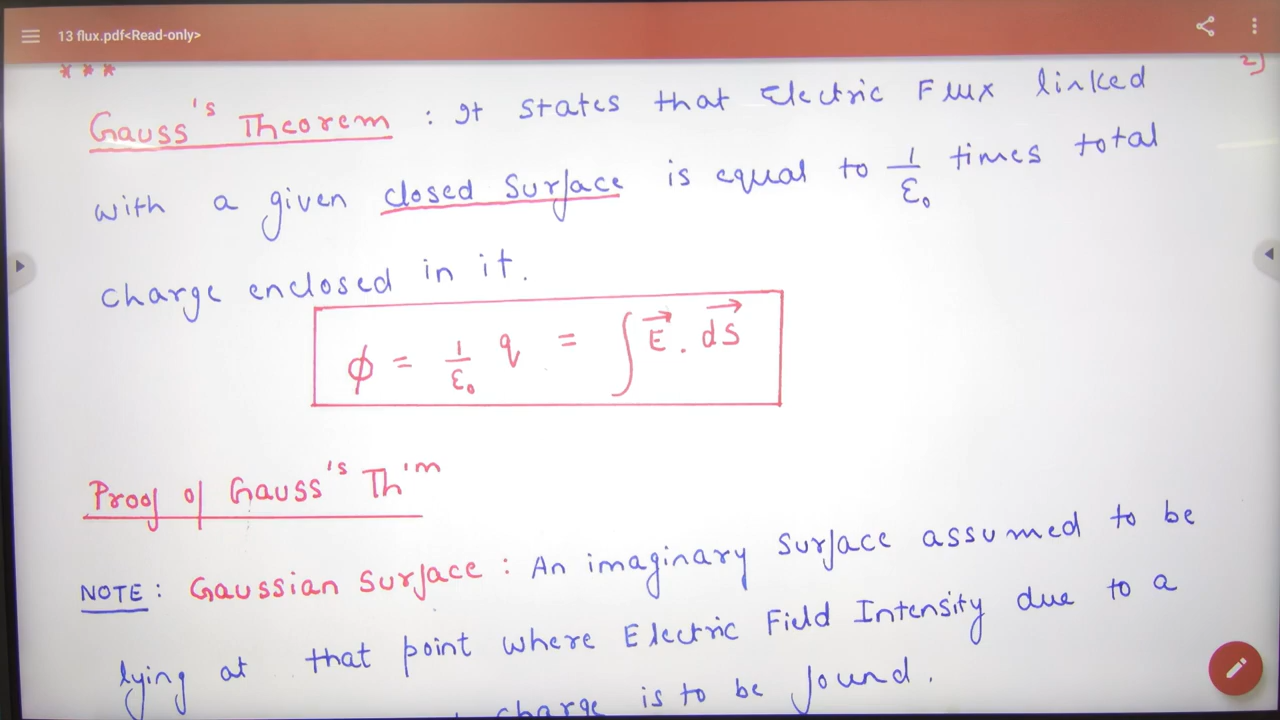 13 flux.pdf<Read-only>
***
2)
Gauss's Theorem : It states that Electric Flux linked
with a given closed surface is equal to 1/ε₀ times total
charge enclosed in it.
ϕ = 1/ε₀ q = ∫ E⃗ . dS⃗
Proof of Gauss's Th'm
NOTE : Gaussian Surface : An imaginary surface assumed to be
lying at that point where Electric Field Intensity due to a
charge is to be found.